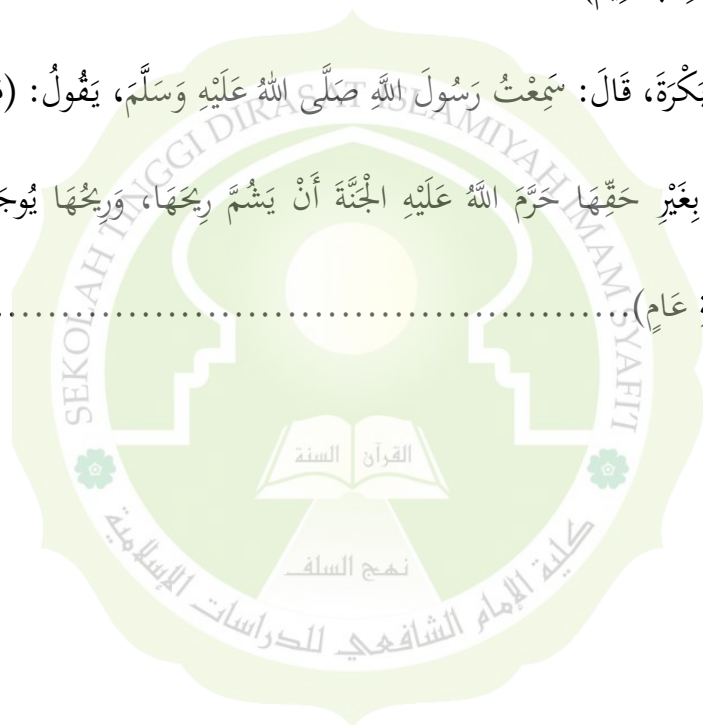 بَكْرَةَ، قَالَ: سَمِعْتُ رَسُولَ اللَّهِ صَلَّى اللهُ عَلَيْهِ وَسَلَّمَ، يَقُولُ: (
بِغَيْرِ حَقِّهَا حَرَّمَ اللَّهُ عَلَيْهِ الْجَنَّةَ أَنْ يَشُمَّ رِيحَهَا، وَرِيحُهَا يُوجَ
عَامٍ)......................................................
SEKOLAH TINGGI DIRASAT ISLAMIYAH IMAM SYAFI'I
القرآن السنة
نهج السلف
كلية الإمام الشافعي للدراسات الإسلامية